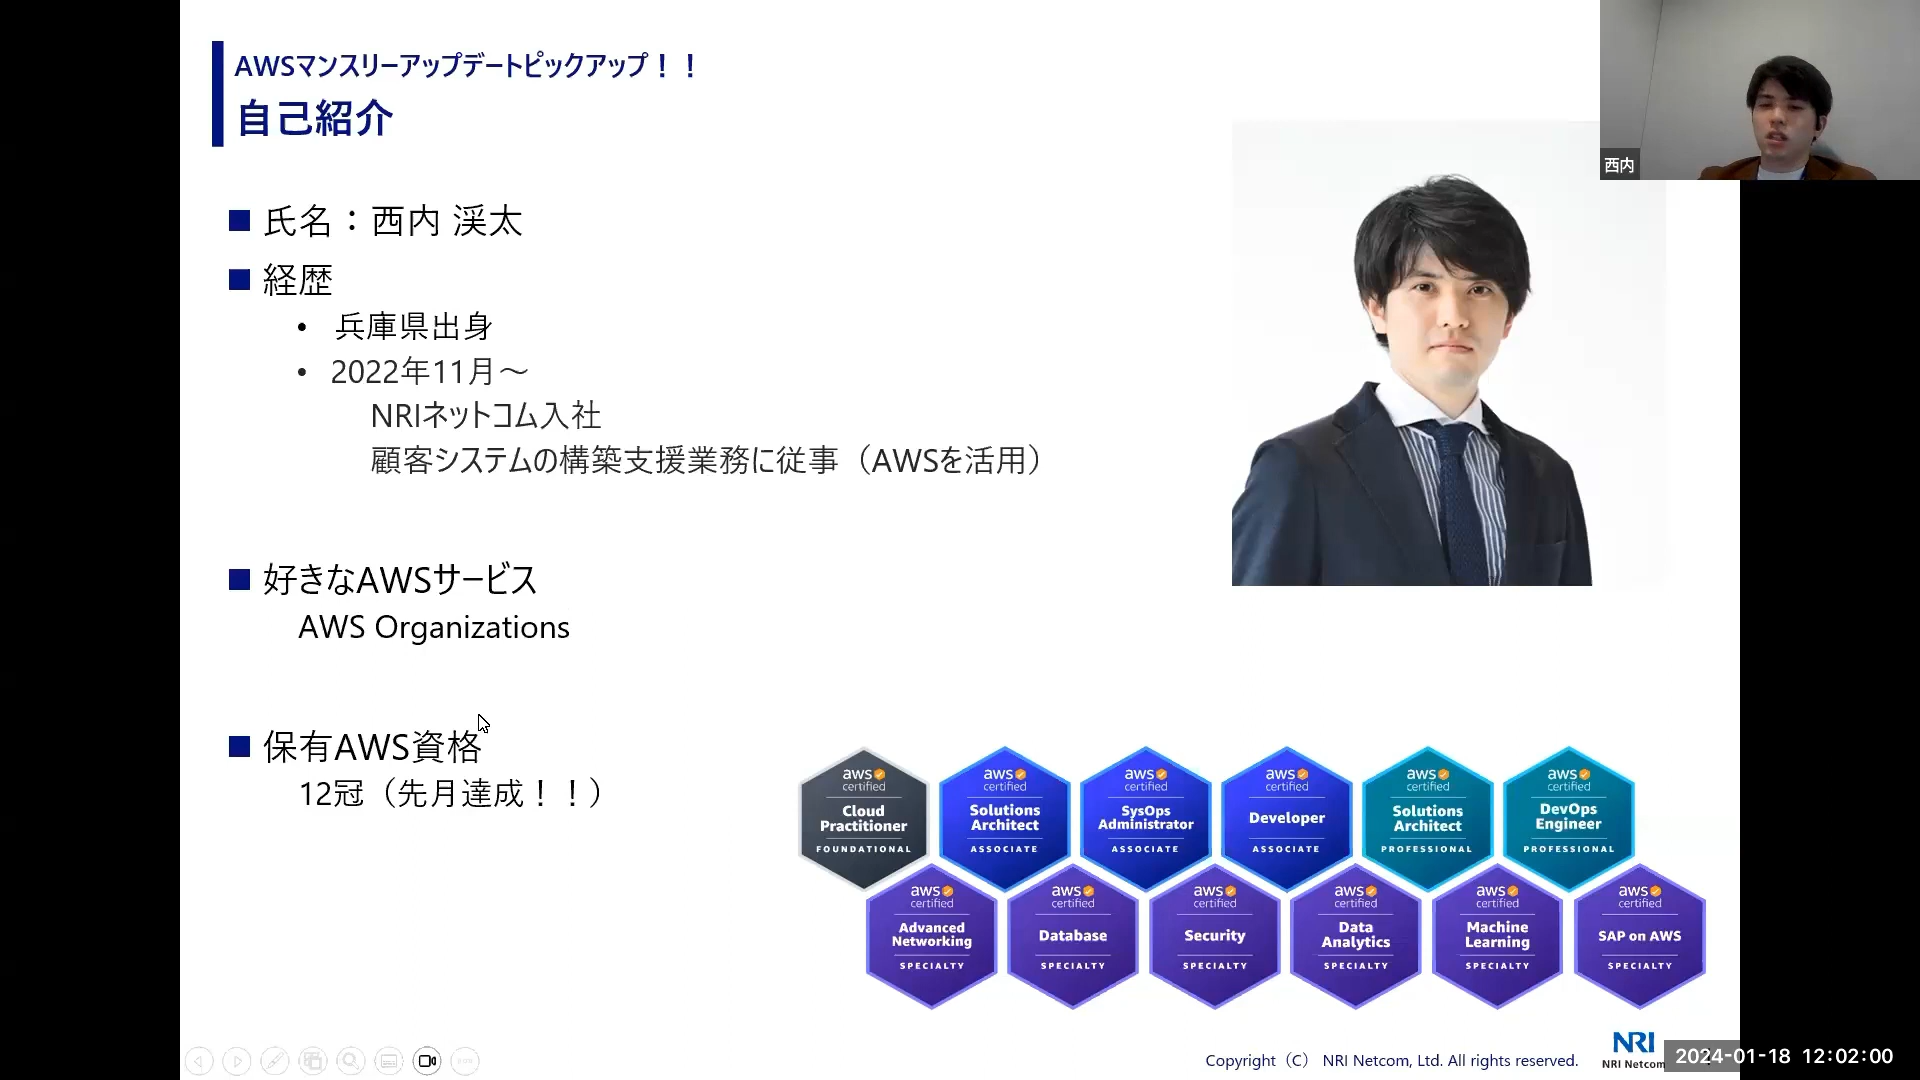 AWSマンスリーアップデートピックアップ！！
自己紹介
西内
■ 氏名：西内 渓太
■ 経歴
• 兵庫県出身
• 2022年11月～
NRIネットコム入社
顧客システムの構築支援業務に従事（AWSを活用）
■ 好きなAWSサービス
AWS Organizations
■ 保有AWS資格
12冠（先月達成！！）
aws certified
Cloud Practitioner
FOUNDATIONAL
aws certified
Solutions Architect
ASSOCIATE
aws certified
SysOps Administrator
ASSOCIATE
aws certified
Developer
ASSOCIATE
aws certified
Solutions Architect
PROFESSIONAL
aws certified
DevOps Engineer
PROFESSIONAL
aws certified
Advanced Networking
SPECIALTY
aws certified
Database
SPECIALTY
aws certified
Security
SPECIALTY
aws certified
Data Analytics
SPECIALTY
aws certified
Machine Learning
SPECIALTY
aws certified
SAP on AWS
SPECIALTY
Copyright（C） NRI Netcom, Ltd. All rights reserved.
NRI
NRI Netcom
2024-01-18 12:02:00